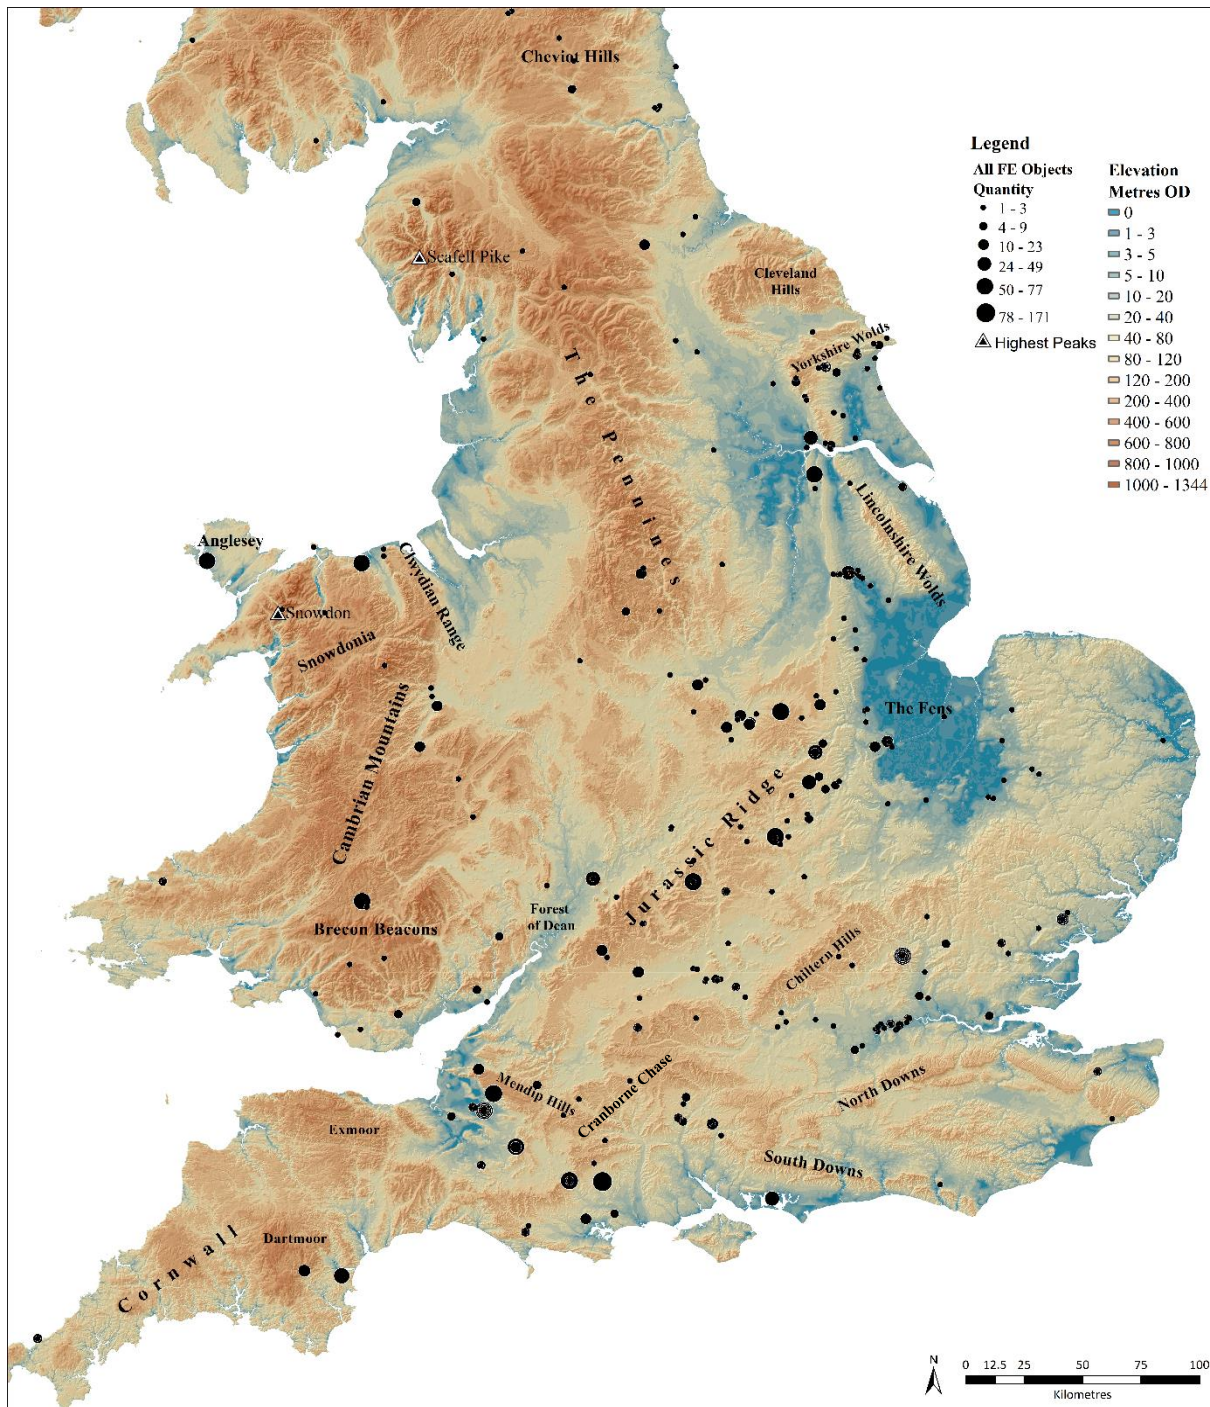 Cheviot Hills
Legend
All FE Objects
Quantity
1 - 3
4 - 9
10 - 23
24 - 49
50 - 77
78 - 171
Highest Peaks
Elevation
Metres OD
0
1 - 3
3 - 5
5 - 10
10 - 20
20 - 40
40 - 80
80 - 120
120 - 200
200 - 400
400 - 600
600 - 800
800 - 1000
1000 - 1344
Scafell Pike
Cleveland
Hills
Yorkshire Wolds
The Pennines
Lincolnshire Wolds
Anglesey
Clwydian Range
Snowdon
Snowdonia
Cambrian Mountains
The Fens
Jurassic Ridge
Forest
of Dean
Brecon Beacons
Chiltern Hills
Mendip Hills
Cranborne Chase
North Downs
Exmoor
South Downs
Cornwall
Dartmoor
N
0 12.5 25 50 75 100
Kilometres